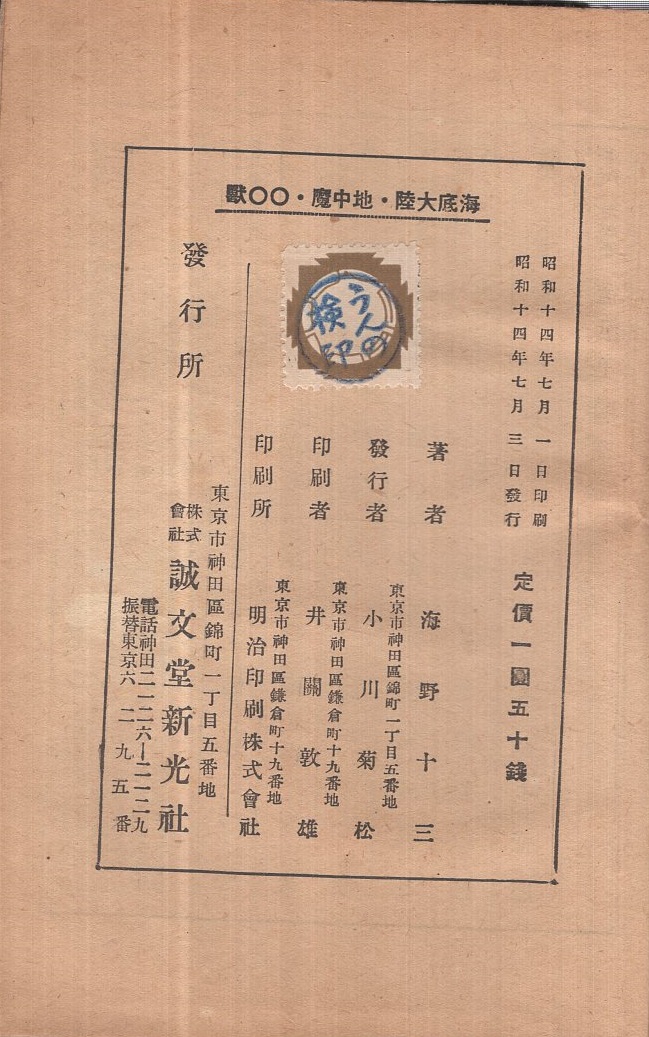 海底大陸・地中魔・〇〇獸
昭和十四年七月一日印刷
昭和十四年七月三日發行
定價一圓五十錢
うんの
檢印
著者 海野十三
東京市神田區錦町一丁目五番地
發行者 小川菊松
東京市神田區鎌倉町十九番地
印刷者 井關敦雄
東京市神田區鎌倉町十九番地
印刷所 明治印刷株式會社
發行所
東京市神田區錦町一丁目五番地
株式會社 誠文堂新光社
電話神田二一二六―二一二九
振替東京六二九五番